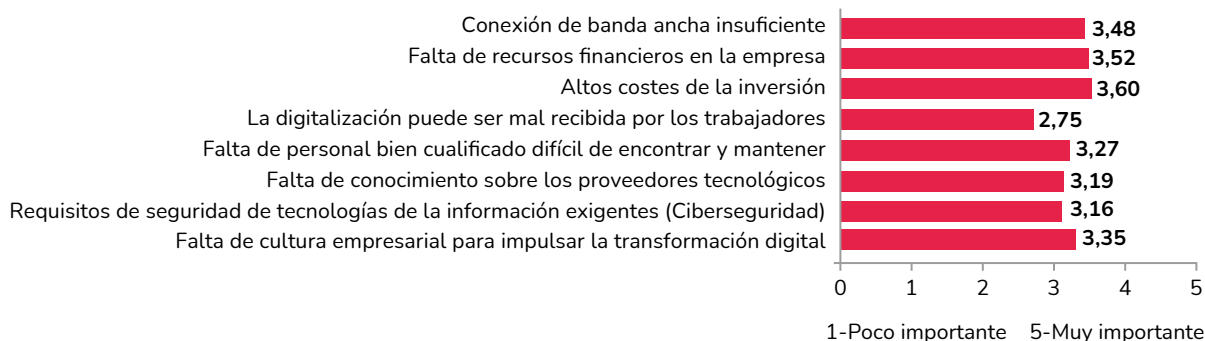 Conexión de banda ancha insuficiente 3,48
Falta de recursos financieros en la empresa 3,52
Altos costes de la inversión 3,60
La digitalización puede ser mal recibida por los trabajadores 2,75
Falta de personal bien cualificado difícil de encontrar y mantener 3,27
Falta de conocimiento sobre los proveedores tecnológicos 3,19
Requisitos de seguridad de tecnologías de la información exigentes (Ciberseguridad) 3,16
Falta de cultura empresarial para impulsar la transformación digital 3,35
0 1 2 3 4 5
1-Poco importante 5-Muy importante